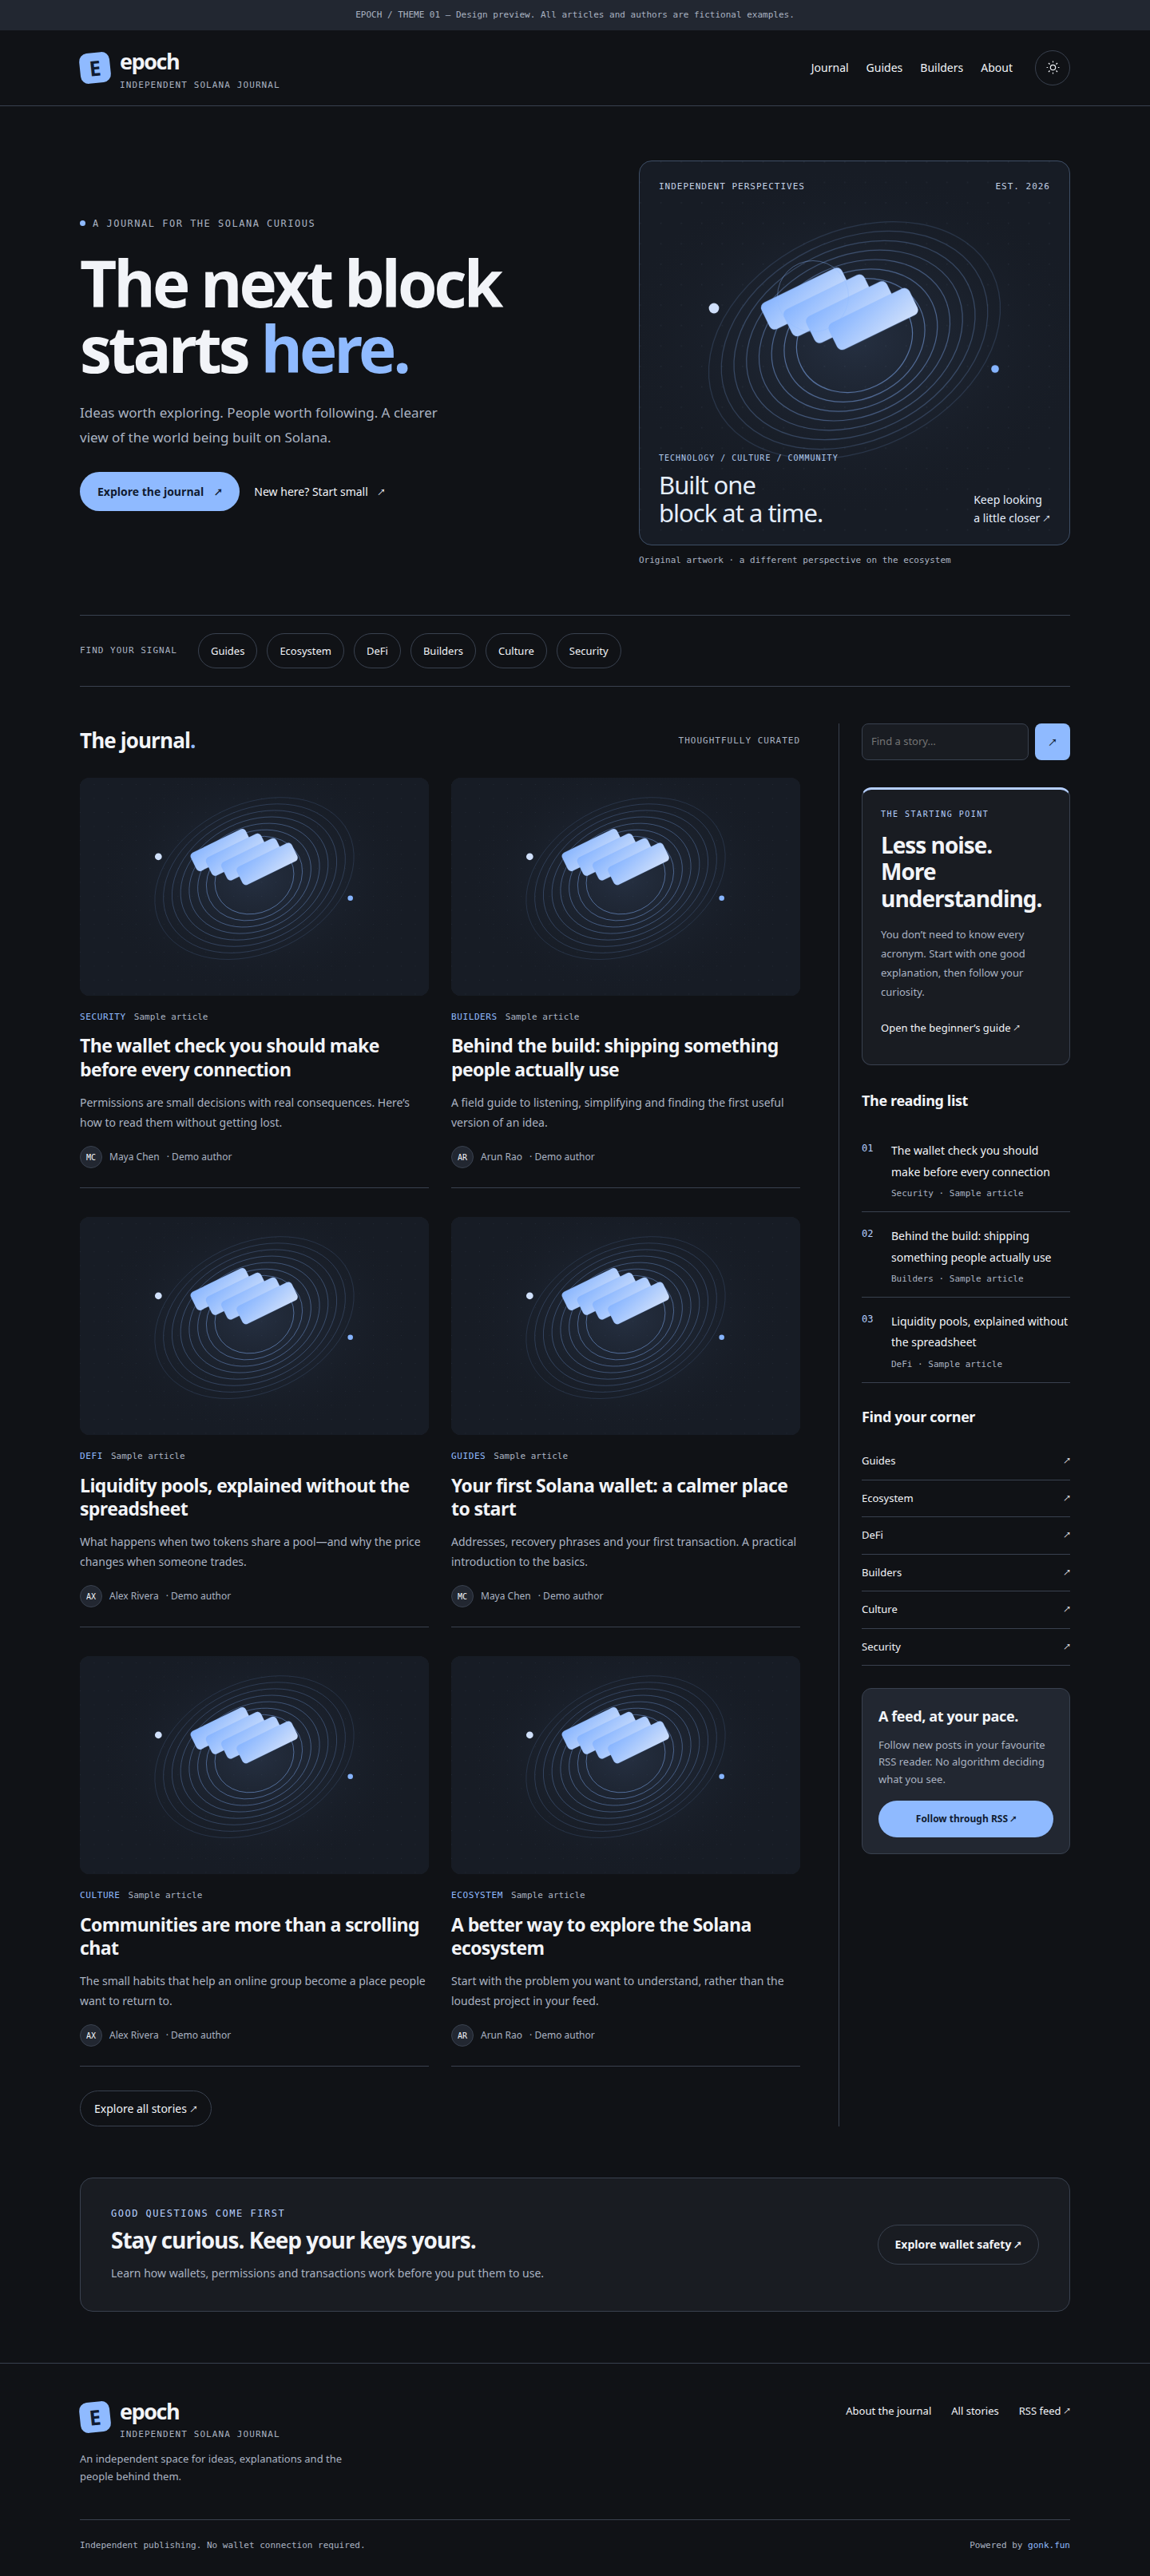 EPOCH / THEME 01 — Design preview. All articles and authors are fictional examples.
E
epoch
INDEPENDENT SOLANA JOURNAL
Journal
Guides
Builders
About
A JOURNAL FOR THE SOLANA CURIOUS
The next block
starts here.
Ideas worth exploring. People worth following. A clearer
view of the world being built on Solana.
Explore the journal ↗
New here? Start small ↗
INDEPENDENT PERSPECTIVES
EST. 2026
TECHNOLOGY / CULTURE / COMMUNITY
Built one
block at a time.
Keep looking
a little closer ↗
Original artwork · a different perspective on the ecosystem
FIND YOUR SIGNAL
Guides
Ecosystem
DeFi
Builders
Culture
Security
The journal.
THOUGHTFULLY CURATED
SECURITY Sample article
The wallet check you should make
before every connection
Permissions are small decisions with real consequences. Here’s
how to read them without getting lost.
MC Maya Chen · Demo author
BUILDERS Sample article
Behind the build: shipping something
people actually use
A field guide to listening, simplifying and finding the first useful
version of an idea.
AR Arun Rao · Demo author
DEFI Sample article
Liquidity pools, explained without the
spreadsheet
What happens when two tokens share a pool—and why the price
changes when someone trades.
AX Alex Rivera · Demo author
GUIDES Sample article
Your first Solana wallet: a calmer place
to start
Addresses, recovery phrases and your first transaction. A practical
introduction to the basics.
MC Maya Chen · Demo author
CULTURE Sample article
Communities are more than a scrolling
chat
The small habits that help an online group become a place people
want to return to.
AX Alex Rivera · Demo author
ECOSYSTEM Sample article
A better way to explore the Solana
ecosystem
Start with the problem you want to understand, rather than the
loudest project in your feed.
AR Arun Rao · Demo author
Explore all stories ↗
Find a story...
↗
THE STARTING POINT
Less noise.
More
understanding.
You don’t need to know every
acronym. Start with one good
explanation, then follow your
curiosity.
Open the beginner’s guide ↗
The reading list
01 The wallet check you should
make before every connection
Security · Sample article
02 Behind the build: shipping
something people actually use
Builders · Sample article
03 Liquidity pools, explained without
the spreadsheet
DeFi · Sample article
Find your corner
Guides ↗
Ecosystem ↗
DeFi ↗
Builders ↗
Culture ↗
Security ↗
A feed, at your pace.
Follow new posts in your favourite
RSS reader. No algorithm deciding
what you see.
Follow through RSS ↗
GOOD QUESTIONS COME FIRST
Stay curious. Keep your keys yours.
Learn how wallets, permissions and transactions work before you put them to use.
Explore wallet safety ↗
E
epoch
INDEPENDENT SOLANA JOURNAL
An independent space for ideas, explanations and the
people behind them.
About the journal
All stories
RSS feed ↗
Independent publishing. No wallet connection required.
Powered by gonk.fun